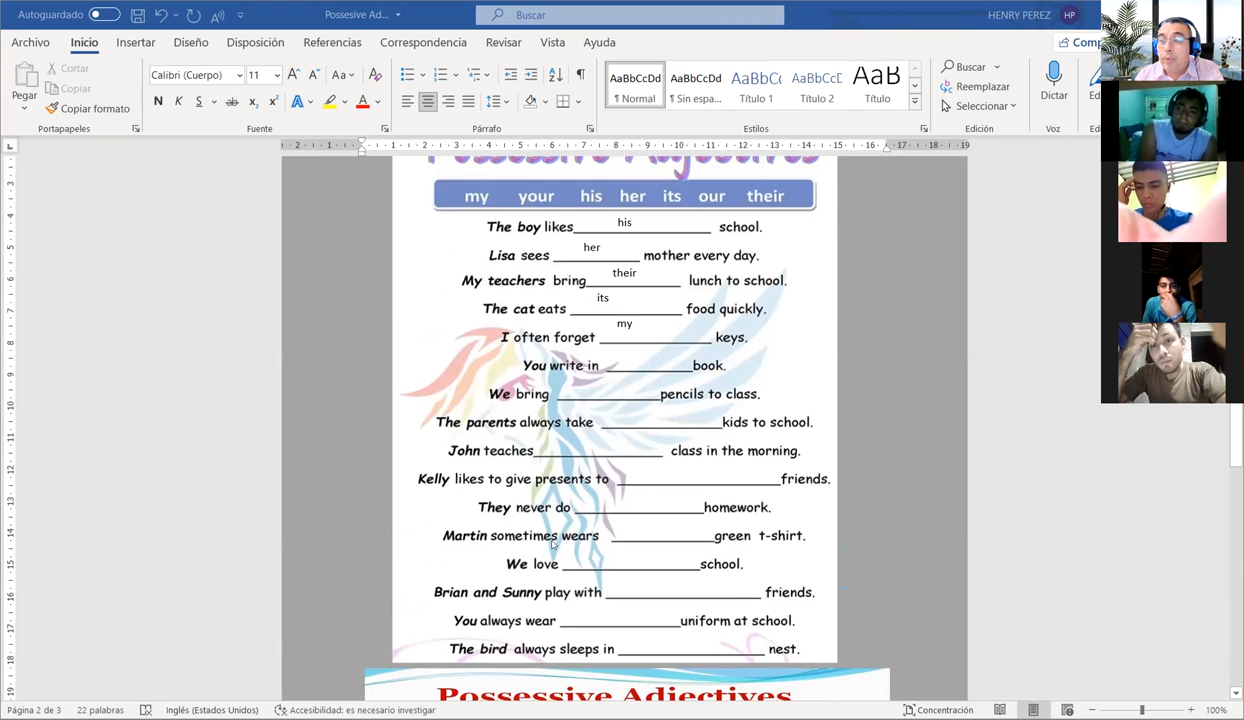 Autoguardado
Possesive Ad...
Buscar
HENRY PEREZ HP
Archivo Inicio Insertar Diseño Disposición Referencias Correspondencia Revisar Vista Ayuda
Pegar
Cortar
Copiar
Copiar formato
Portapapeles
Calibri (Cuerpo) 11
Fuente
Párrafo
AaBbCcDd AaBbCcDd AaBbCc AaBbCcE AaB
¶ Normal ¶ Sin espa... Título 1 Título 2 Título
Estilos
Buscar
Reemplazar
Seleccionar
Edición
Dictar
Voz
Possessive Adjectives
my your his her its our their
The boy likes his school.
Lisa sees her mother every day.
My teachers bring their lunch to school.
The cat eats its food quickly.
I often forget my keys.
You write in book.
We bring pencils to class.
The parents always take kids to school.
John teaches class in the morning.
Kelly likes to give presents to friends.
They never do homework.
Martin sometimes wears green t-shirt.
We love school.
Brian and Sunny play with friends.
You always wear uniform at school.
The bird always sleeps in nest.
Possessive Adjectives
Página 2 de 3 22 palabras Inglés (Estados Unidos) Accesibilidad: es necesario investigar Concentración 100%